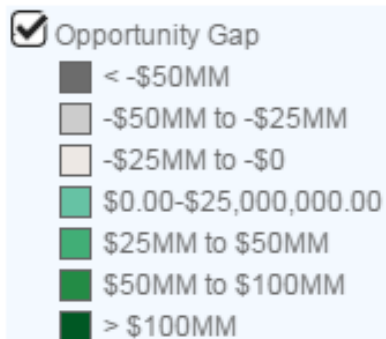 Opportunity Gap
< -$50MM
-$50MM to -$25MM
-$25MM to -$0
$0.00-$25,000,000.00
$25MM to $50MM
$50MM to $100MM
> $100MM